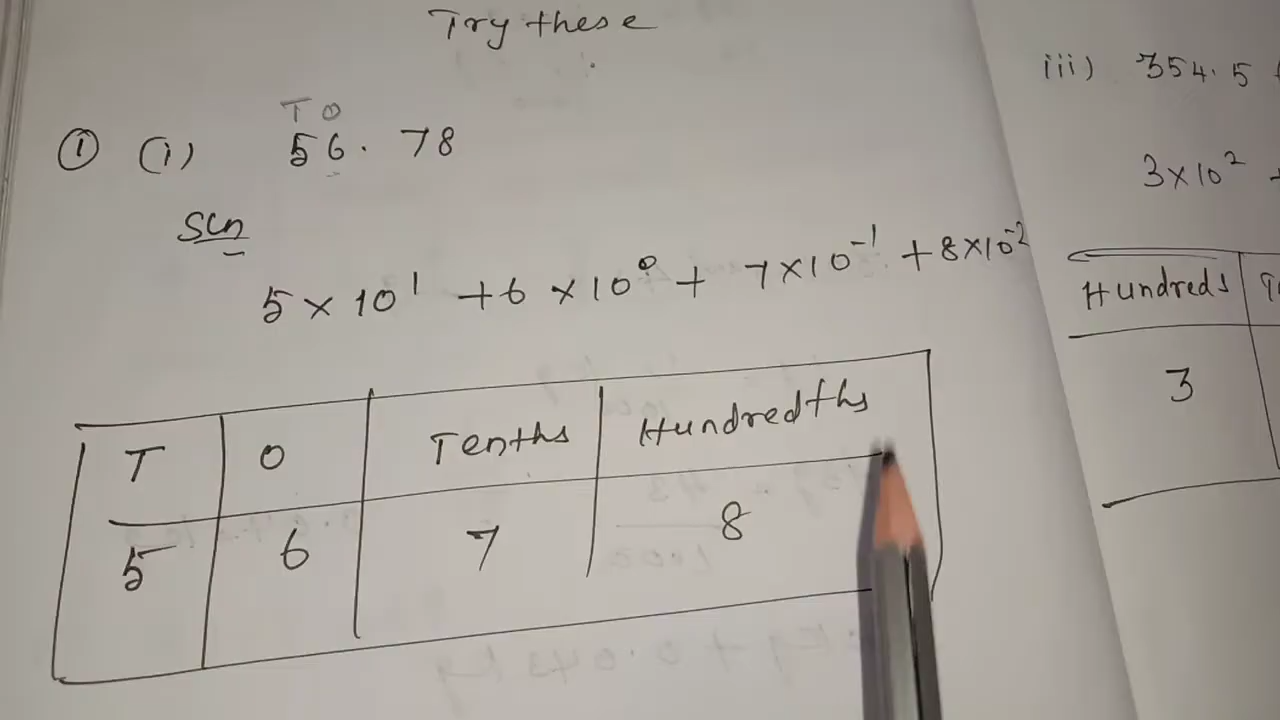 Try these
T O
① (i) 56.78
Soln
5 × 10¹ + 6 × 10⁰ + 7 × 10⁻¹ + 8 × 10⁻²
T O Tenths Hundredths
5 6 7 8
iii) 354.5
3 × 10² +
Hundreds
3